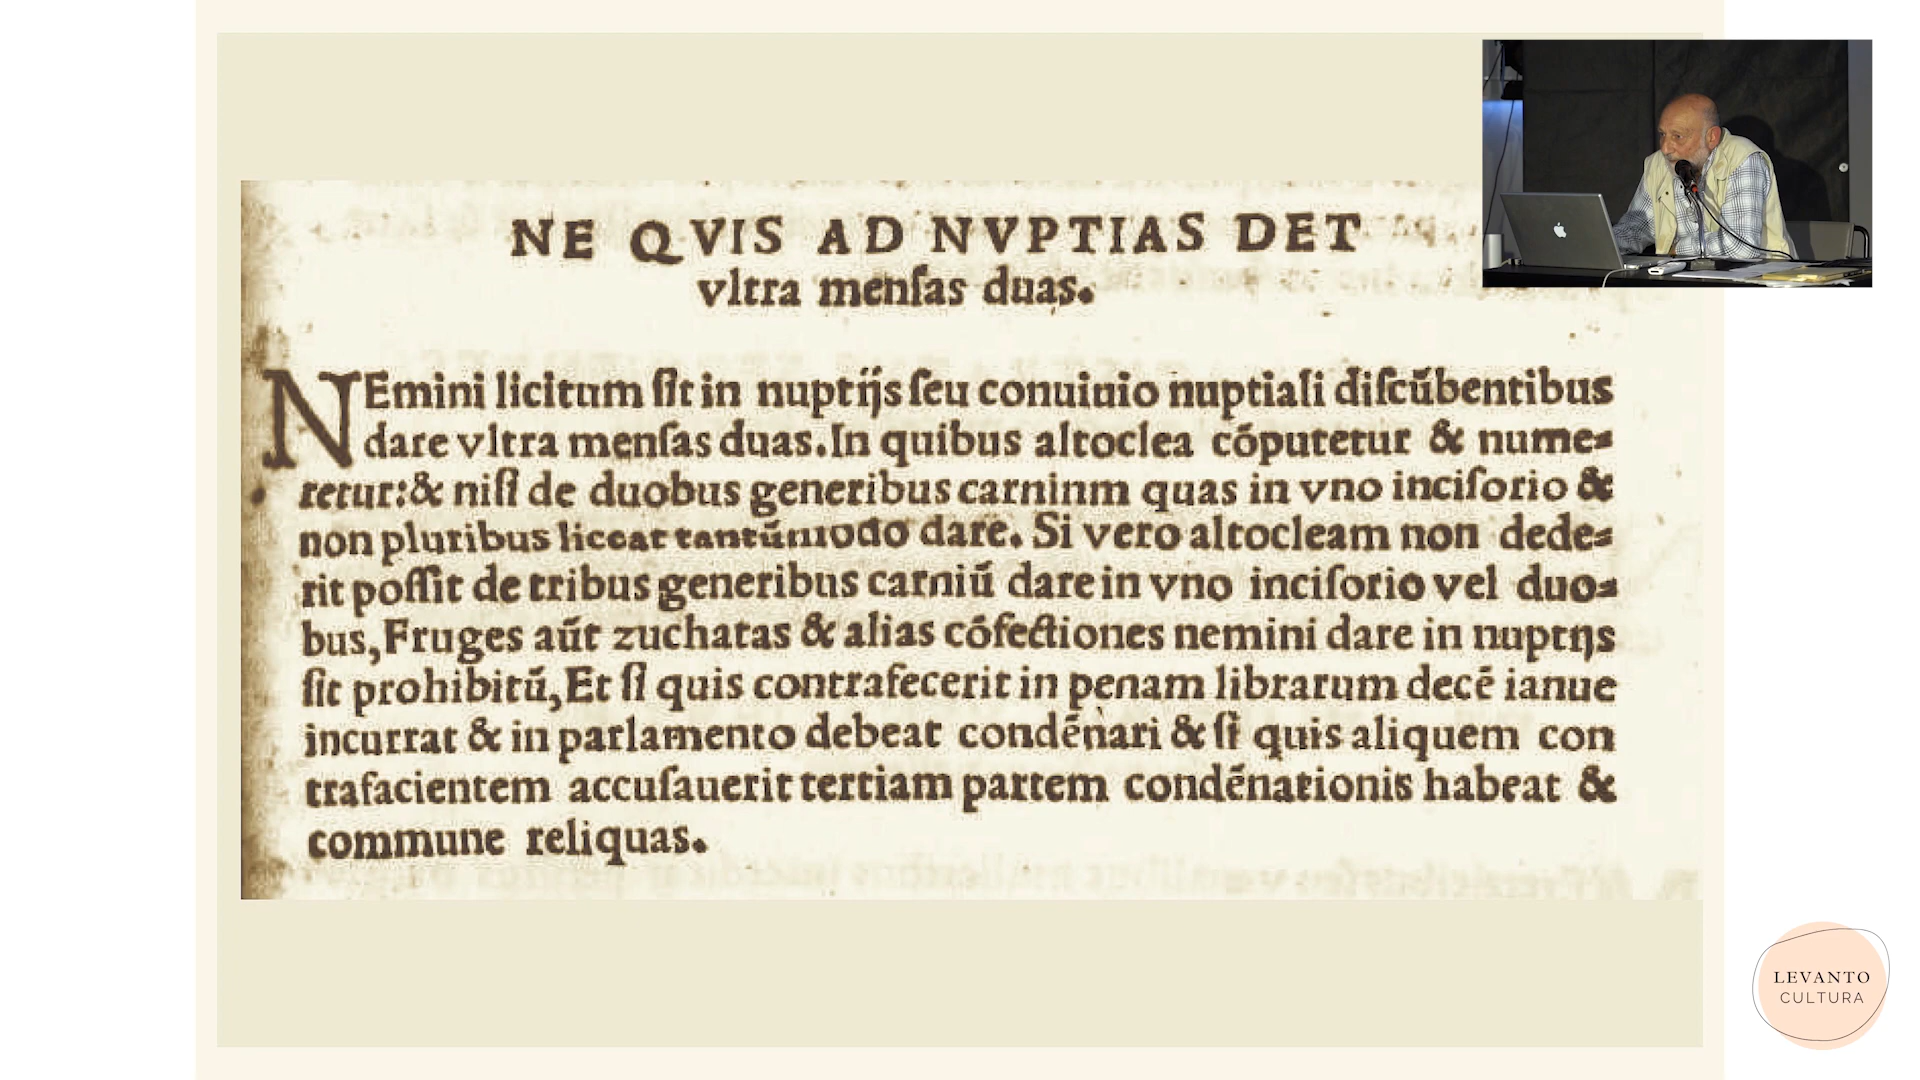 NE QVIS AD NVPTIAS DET
vltra menſas duas.
NEmini licitum ſit in nuptijs ſeu conuiuio nuptiali diſcūbentibus
dare vltra menſas duas. In quibus altoclea cóputetur & nume⸗
retur: & niſi de duobus generibus carnium quas in vno inciſorio &
non pluribus liceat tantūmodo dare. Si vero altocleam non dede⸗
rit poſſit de tribus generibus carniū dare in vno inciſorio vel duo⸗
bus, Fruges aūt zuchatas & alias cófectiones nemini dare in nuptijs
ſit prohibitū, Et ſi quis contrafecerit in penam librarum decē ianue
incurrat & in parlamento debeat condēnari & ſi quis aliquem con
trafacientem accuſauerit tertiam partem condēnationis habeat &
commune reliquas.
LEVANTO
CULTURA